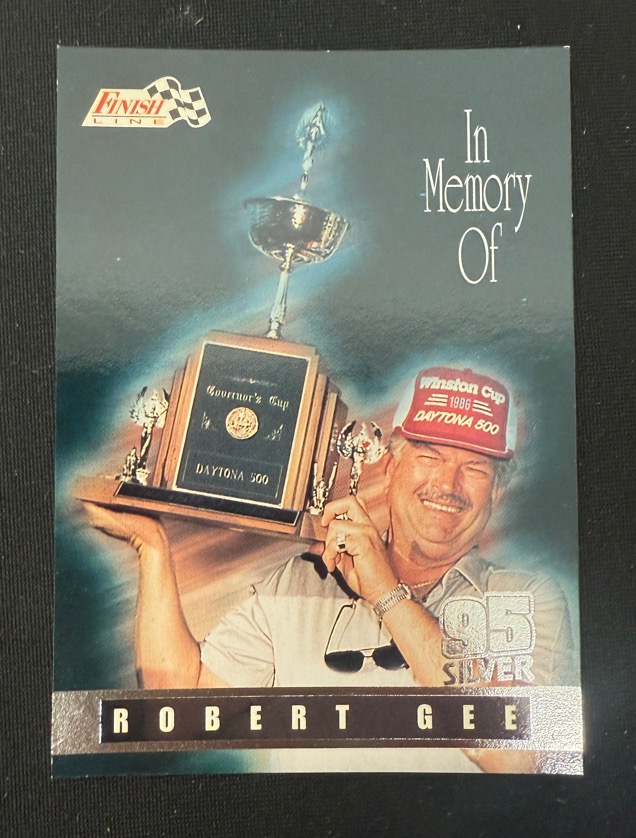 FINISH
LINE
In
Memory
Of
Winston Cup
1986
DAYTONA 500
Governor's Cup
DAYTONA 500
95
SILVER
ROBERT GEE